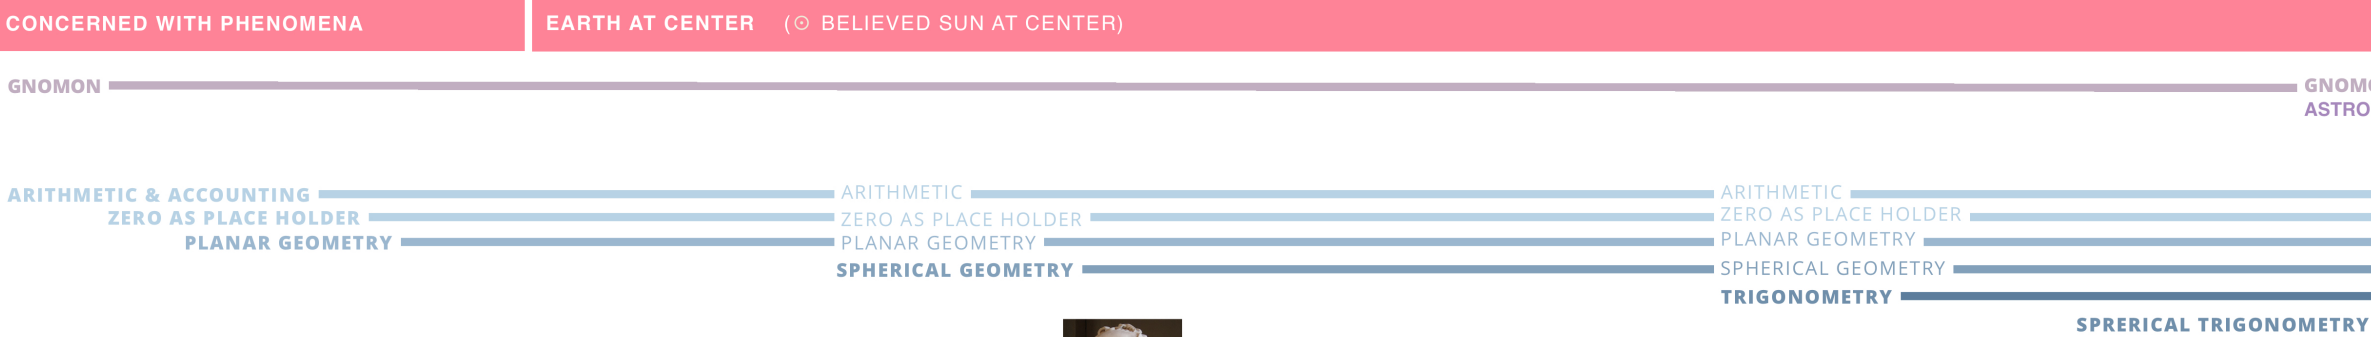 CONCERNED WITH PHENOMENA
EARTH AT CENTER (☉ BELIEVED SUN AT CENTER)
GNOMON
GNOM
ASTRO
ARITHMETIC & ACCOUNTING ARITHMETIC ARITHMETIC
ZERO AS PLACE HOLDER ZERO AS PLACE HOLDER ZERO AS PLACE HOLDER
PLANAR GEOMETRY PLANAR GEOMETRY PLANAR GEOMETRY
SPHERICAL GEOMETRY SPHERICAL GEOMETRY
TRIGONOMETRY
SPRERICAL TRIGONOMETRY